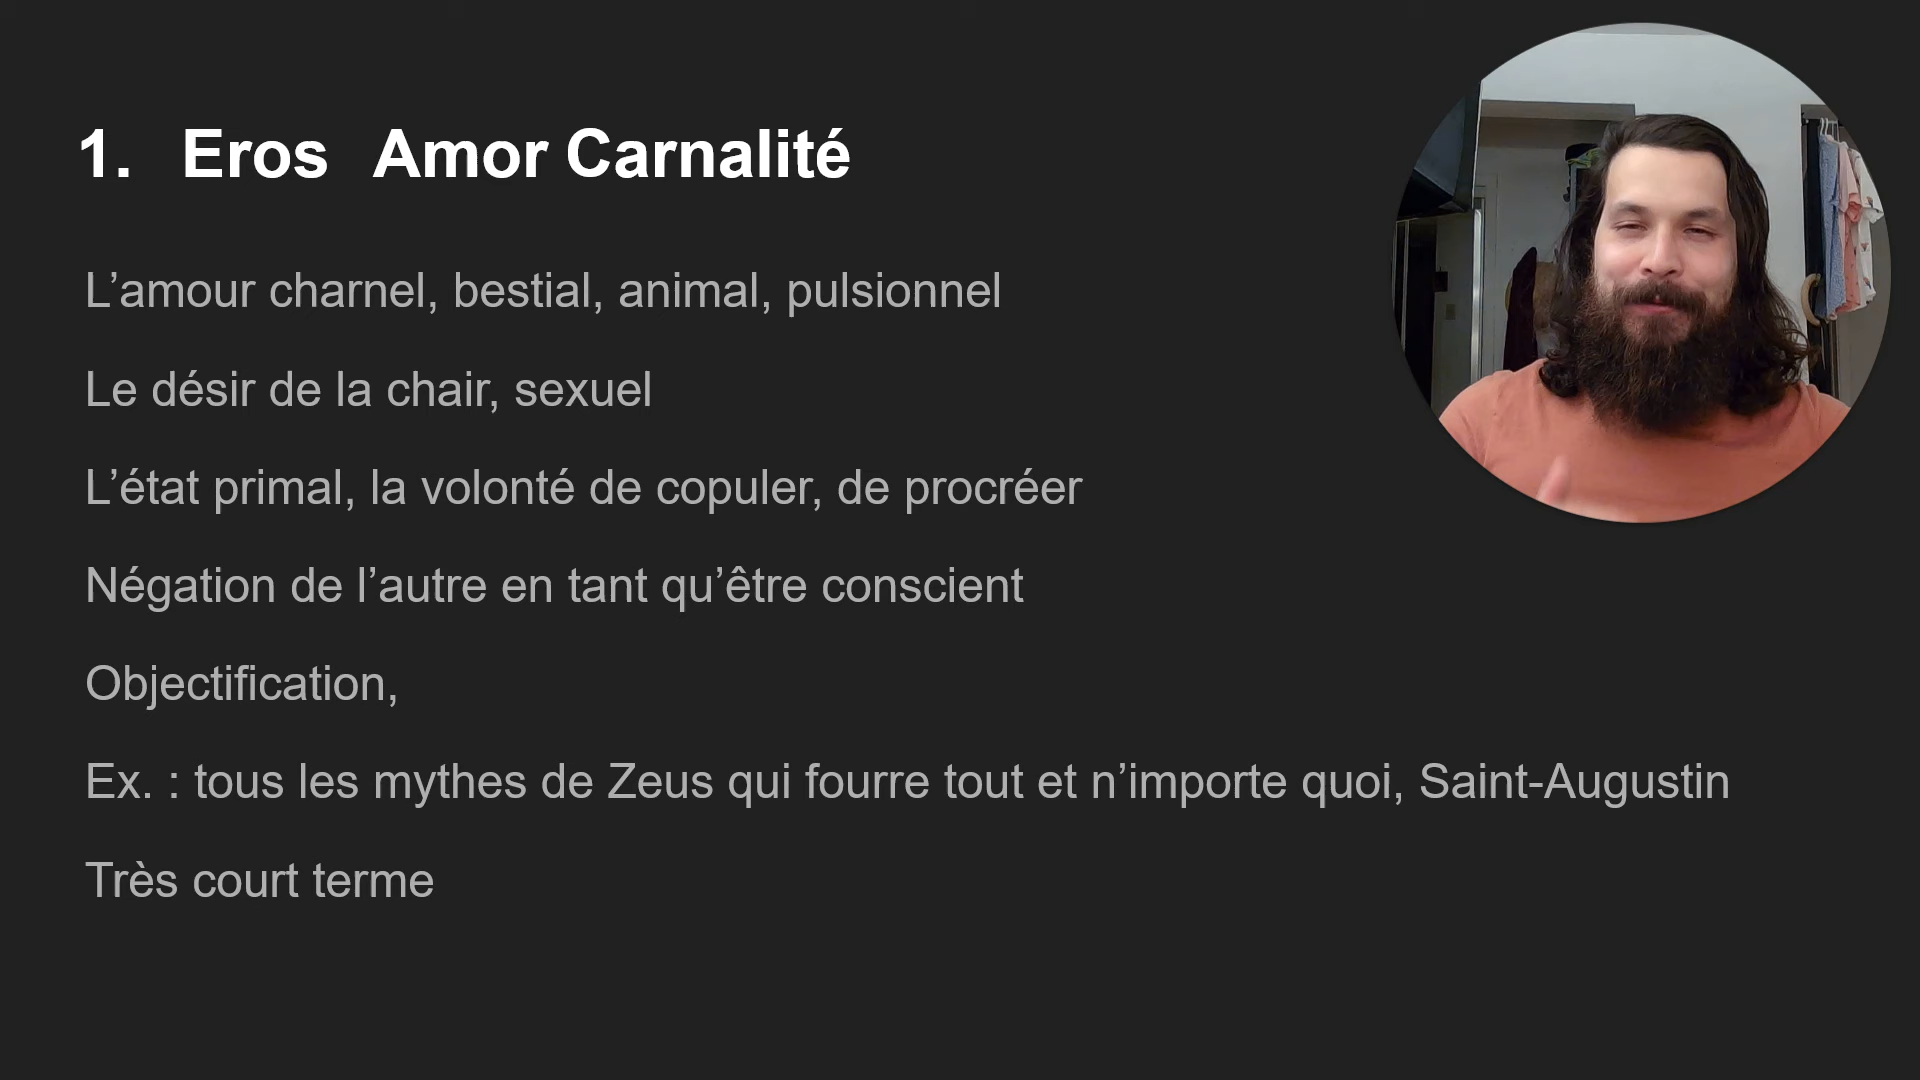 1. Eros Amor Carnalité
L’amour charnel, bestial, animal, pulsionnel
Le désir de la chair, sexuel
L’état primal, la volonté de copuler, de procréer
Négation de l’autre en tant qu’être conscient
Objectification,
Ex. : tous les mythes de Zeus qui fourre tout et n’importe quoi, Saint-Augustin
Très court terme